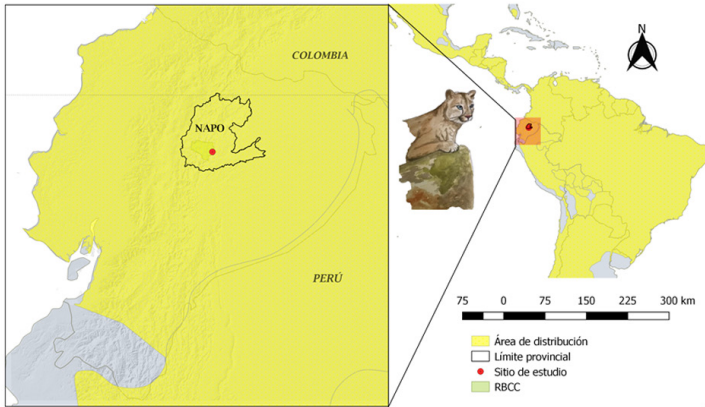 COLOMBIA
NAPO
PERÚ
N
75 0 75 150 225 300 km
Área de distribución
Límite provincial
Sitio de estudio
RBCC